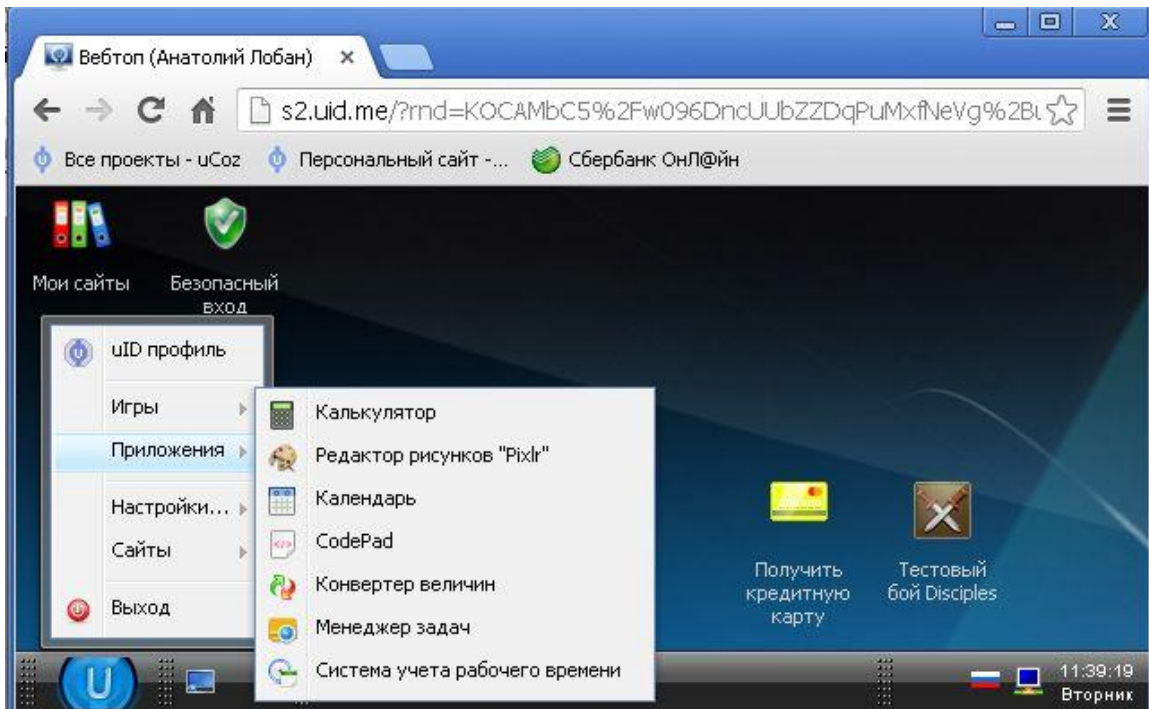 Вебтоп (Анатолий Лобан)
s2.uid.me/?rnd=KOCAMbC5%2Fw096DncUUbZZDqPuMxfNeVg%2Bu
Все проекты - uCoz Персональный сайт -... Сбербанк ОнЛ@йн
Мои сайты
Безопасный
вход
uID профиль
Игры
Приложения
Настройки...
Сайты
Выход
Калькулятор
Редактор рисунков "Pixlr"
Календарь
CodePad
Конвертер величин
Менеджер задач
Система учета рабочего времени
Получить
кредитную
карту
Тестовый
бой Disciples
U
11:39:19
Вторник